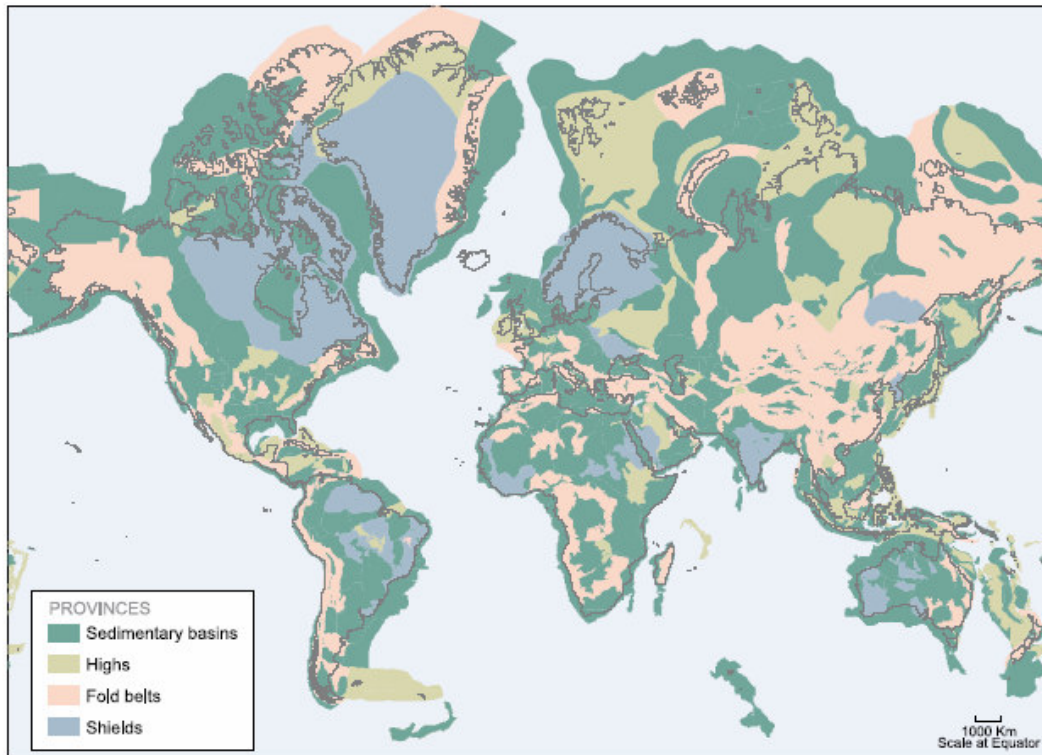 PROVINCES
Sedimentary basins
Highs
Fold belts
Shields
1000 Km
Scale at Equator